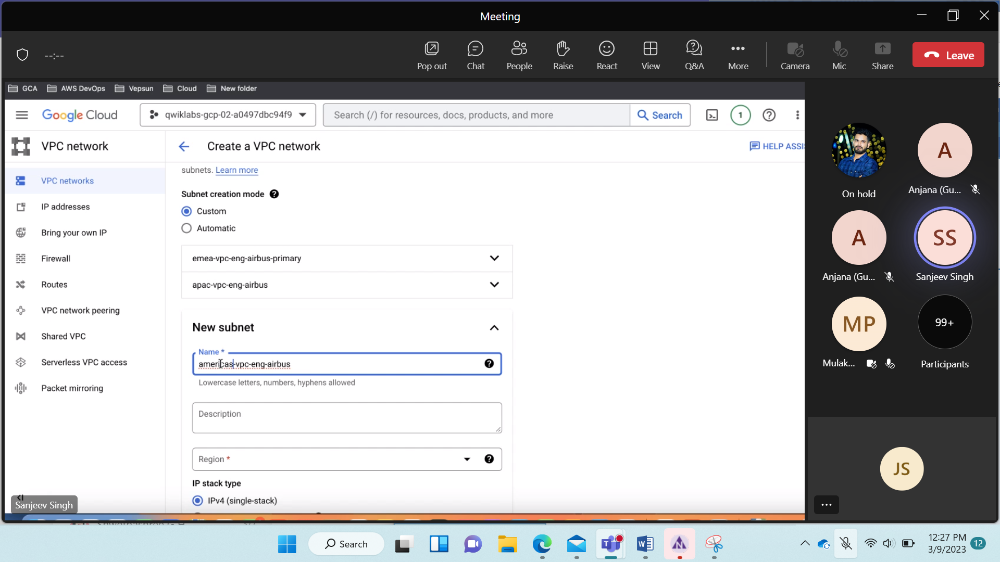 Meeting
--:--
Pop out
Chat
People
Raise
React
View
Q&A
More
Camera
Mic
Share
Leave
GCA
AWS DevOps
Vepsun
Cloud
New folder
Google Cloud
qwiklabs-gcp-02-a0497dbc94f9
Search (/) for resources, docs, products, and more
Search
1
VPC network
Create a VPC network
HELP ASSI
VPC networks
IP addresses
Bring your own IP
Firewall
Routes
VPC network peering
Shared VPC
Serverless VPC access
Packet mirroring
subnets. Learn more
Subnet creation mode
Custom
Automatic
emea-vpc-eng-airbus-primary
apac-vpc-eng-airbus
New subnet
Name *
americas-vpc-eng-airbus
Lowercase letters, numbers, hyphens allowed
Description
Region *
IP stack type
IPv4 (single-stack)
Sanjeev Singh
On hold
A
Anjana (Gu...
A
Anjana (Gu...
SS
Sanjeev Singh
MP
Mulak...
99+
Participants
JS
Search
12:27 PM
3/9/2023
12